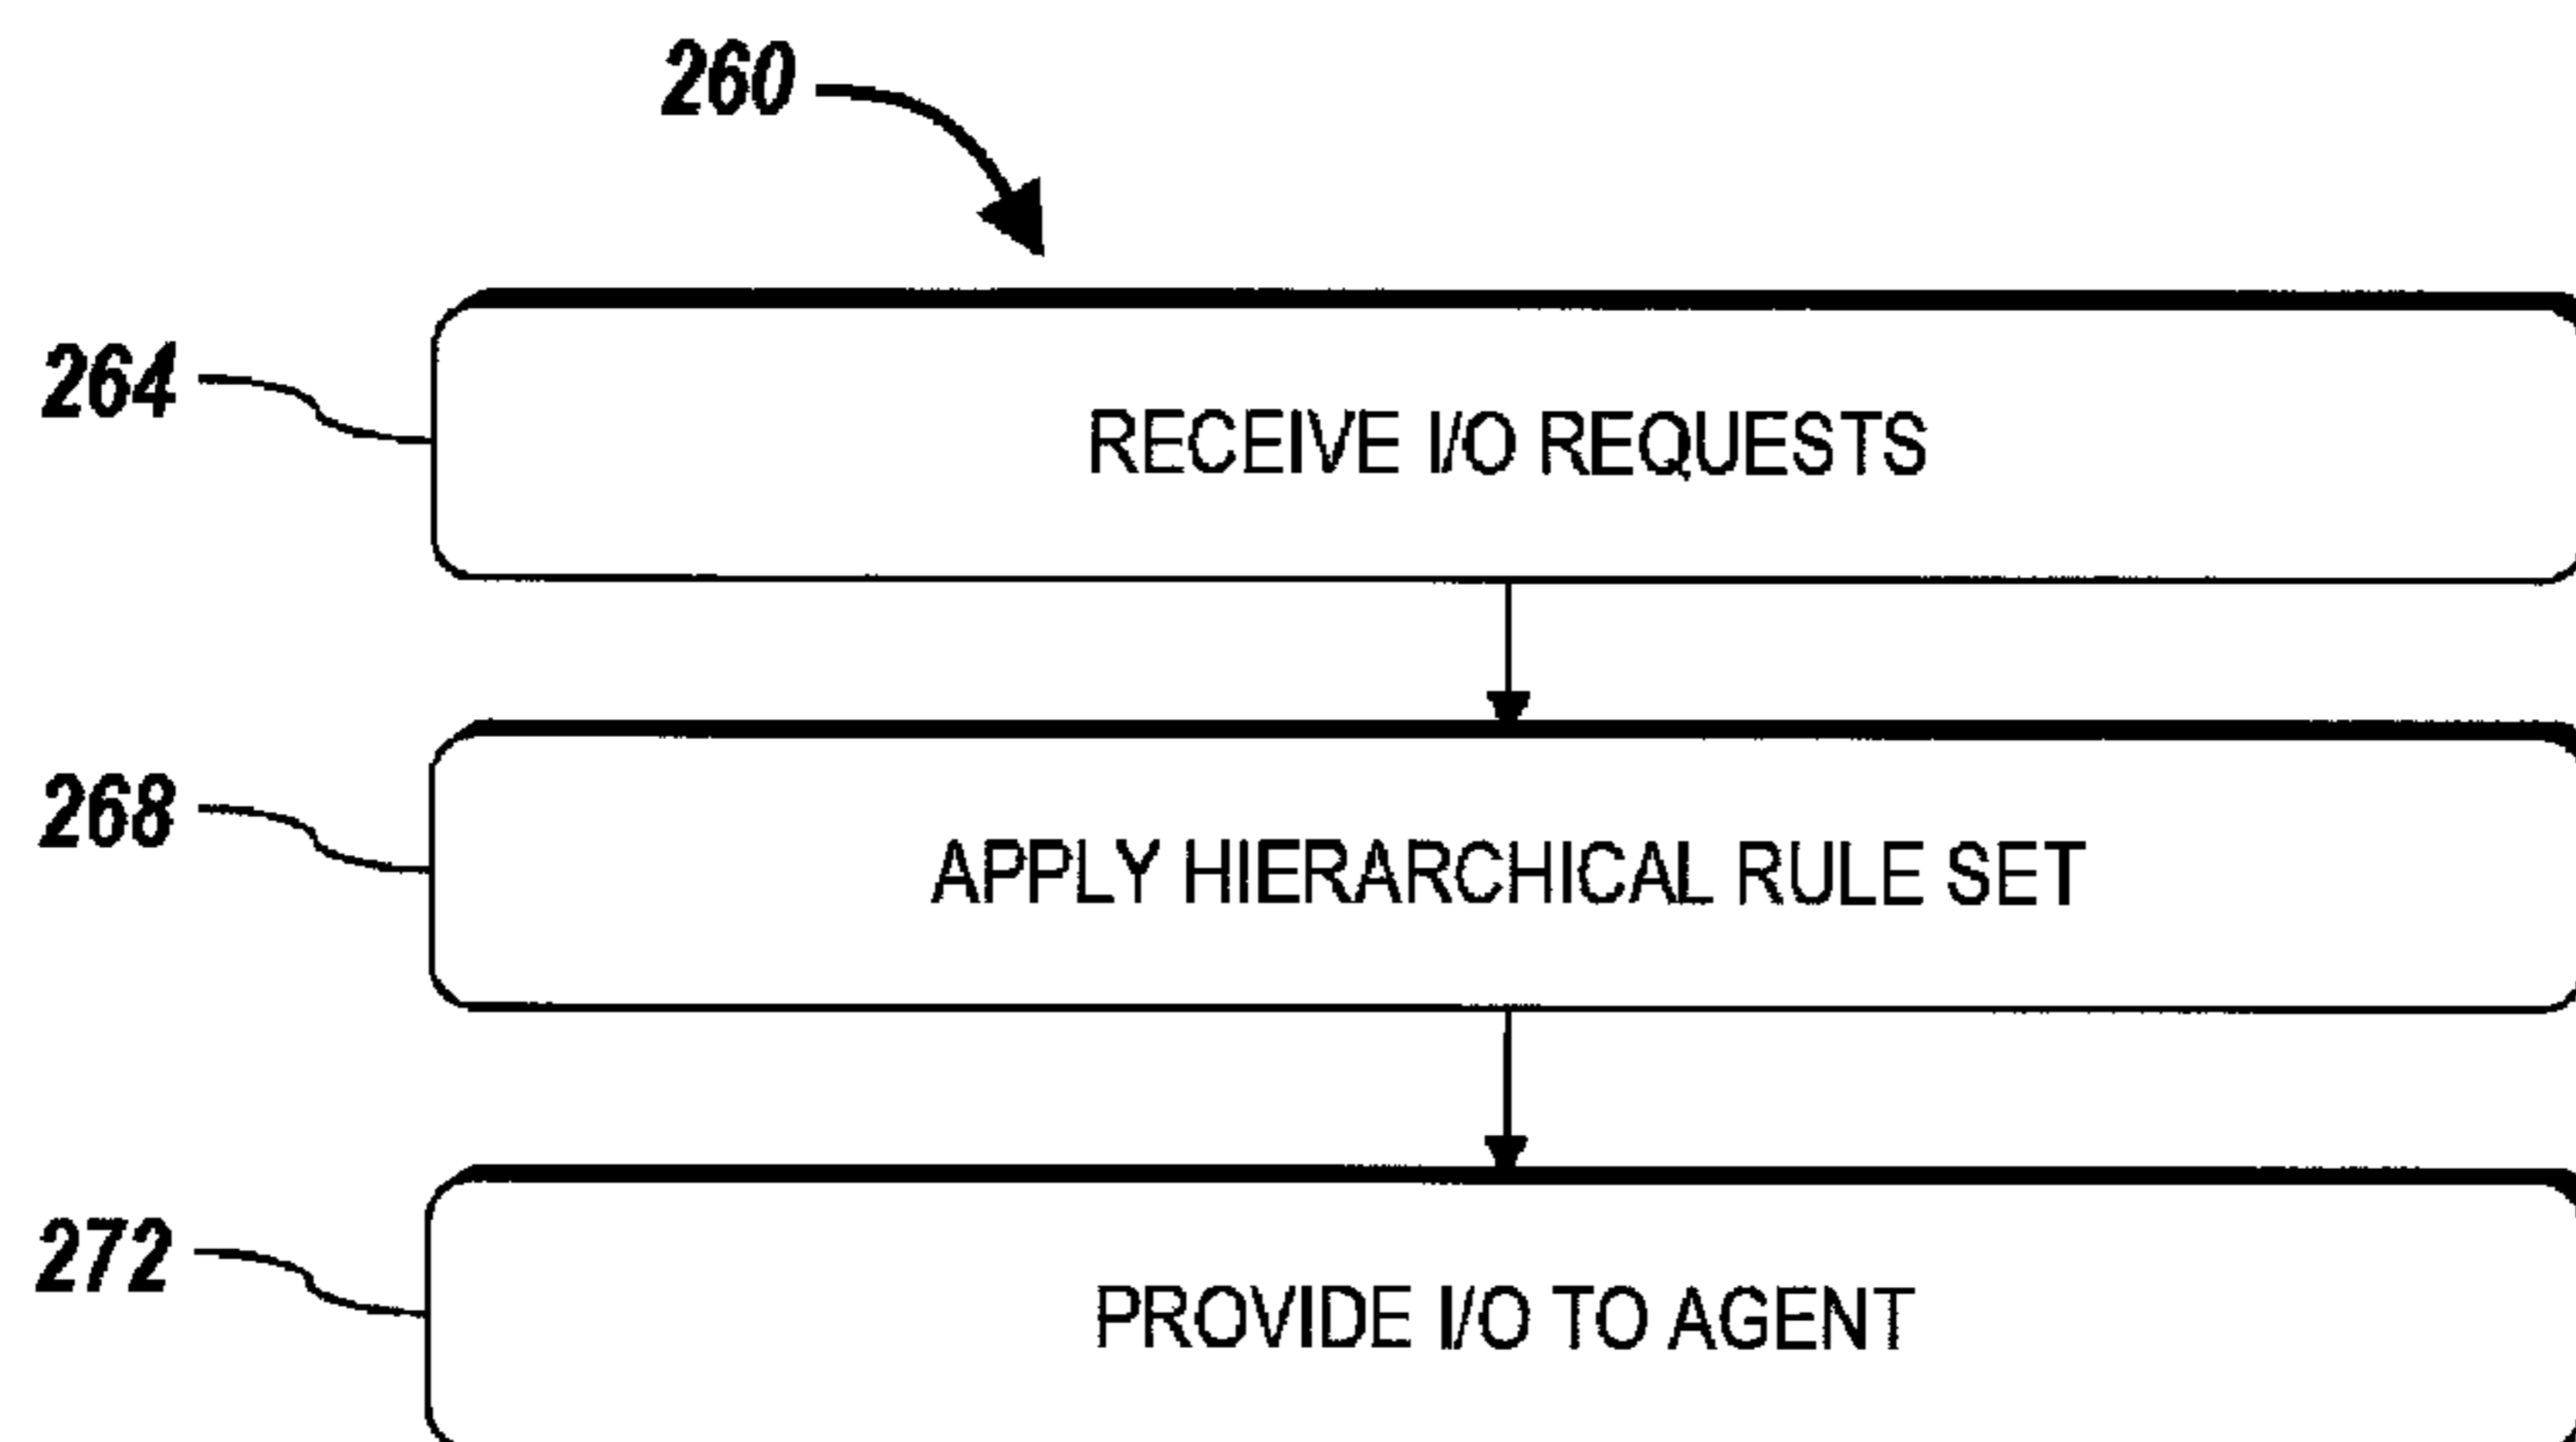 260
264
RECEIVE I/O REQUESTS
268
APPLY HIERARCHICAL RULE SET
272
PROVIDE I/O TO AGENT